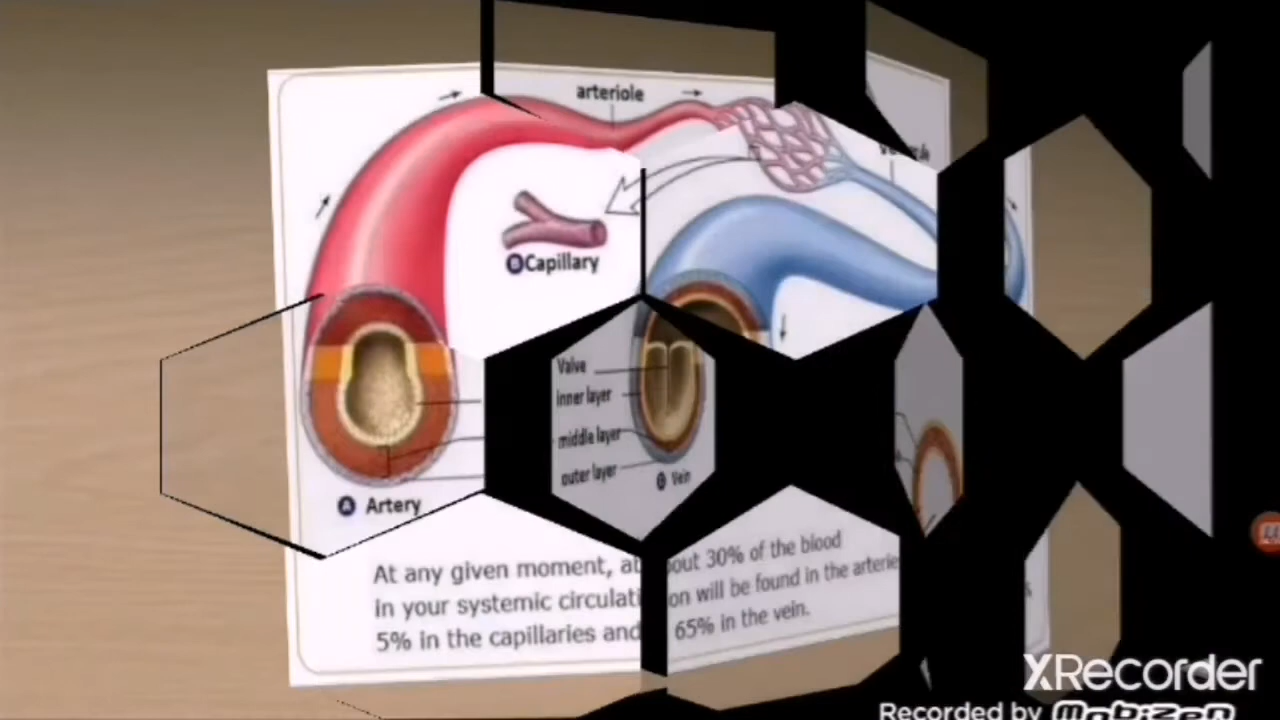 arteriole
B Capillary
Valve
inner layer
middle layer
outer layer
Vein
A Artery
At any given moment, about 30% of the blood
in your systemic circulation will be found in the arterie
5% in the capillaries and 65% in the vein.
XRecorder
Recorded by Mobizen